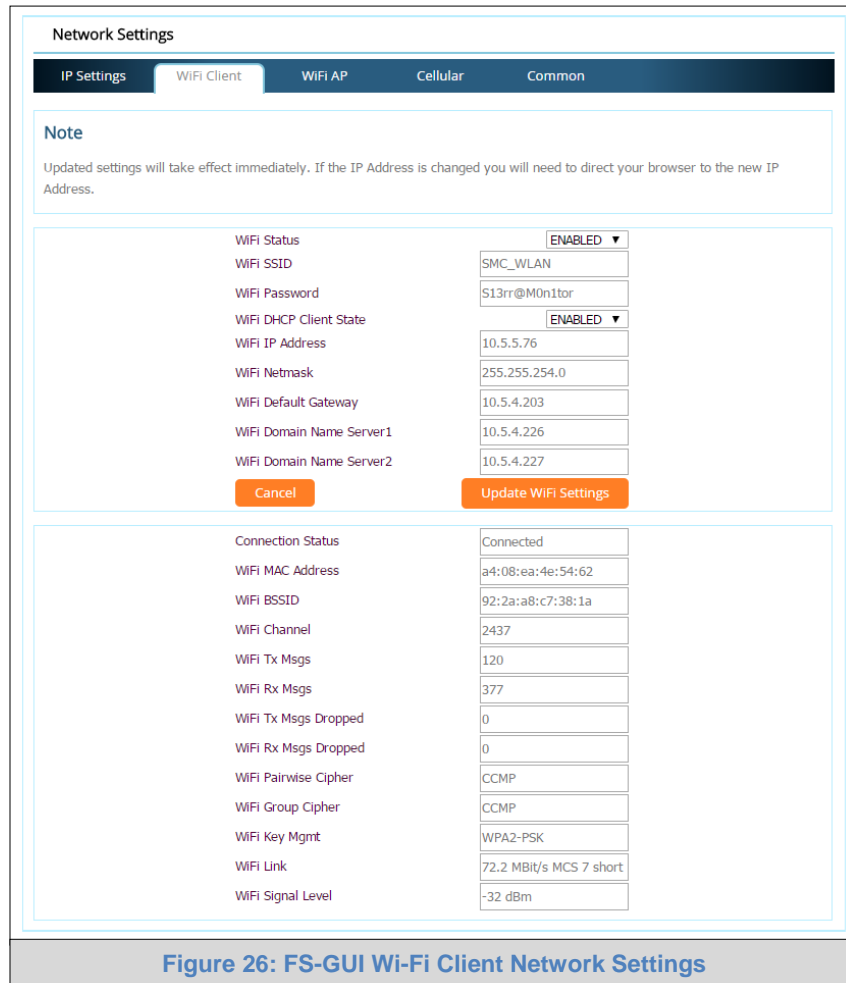 Network Settings
IP Settings WiFi Client WiFi AP Cellular Common
Note
Updated settings will take effect immediately. If the IP Address is changed you will need to direct your browser to the new IP
Address.
WiFi Status ENABLED ▼
WiFi SSID SMC_WLAN
WiFi Password S13rr@M0n1tor
WiFi DHCP Client State ENABLED ▼
WiFi IP Address 10.5.5.76
WiFi Netmask 255.255.254.0
WiFi Default Gateway 10.5.4.203
WiFi Domain Name Server1 10.5.4.226
WiFi Domain Name Server2 10.5.4.227
Cancel Update WiFi Settings
Connection Status Connected
WiFi MAC Address a4:08:ea:4e:54:62
WiFi BSSID 92:2a:a8:c7:38:1a
WiFi Channel 2437
WiFi Tx Msgs 120
WiFi Rx Msgs 377
WiFi Tx Msgs Dropped 0
WiFi Rx Msgs Dropped 0
WiFi Pairwise Cipher CCMP
WiFi Group Cipher CCMP
WiFi Key Mgmt WPA2-PSK
WiFi Link 72.2 MBit/s MCS 7 short
WiFi Signal Level -32 dBm
Figure 26: FS-GUI Wi-Fi Client Network Settings